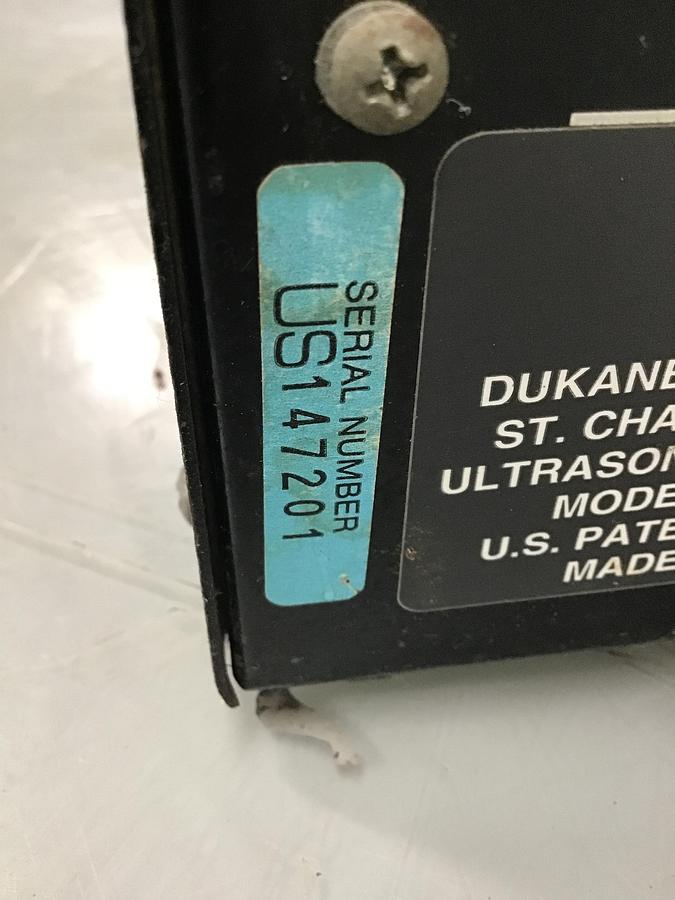 SERIAL NUMBER
US147201
DUKANE
ST. CHA
ULTRASON
MODE
U.S. PATE
MADE